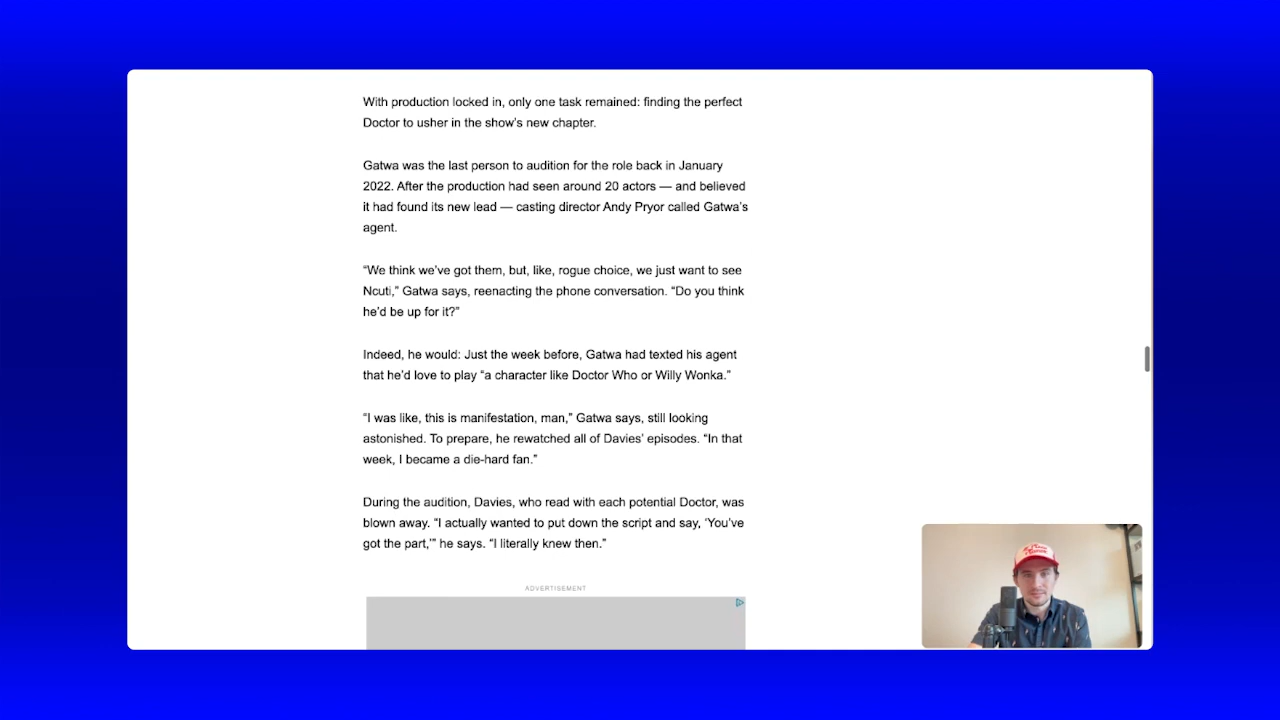 With production locked in, only one task remained: finding the perfect
Doctor to usher in the show’s new chapter.
Gatwa was the last person to audition for the role back in January
2022. After the production had seen around 20 actors — and believed
it had found its new lead — casting director Andy Pryor called Gatwa’s
agent.
“We think we’ve got them, but, like, rogue choice, we just want to see
Ncuti,” Gatwa says, reenacting the phone conversation. “Do you think
he’d be up for it?”
Indeed, he would: Just the week before, Gatwa had texted his agent
that he’d love to play “a character like Doctor Who or Willy Wonka.”
“I was like, this is manifestation, man,” Gatwa says, still looking
astonished. To prepare, he rewatched all of Davies’ episodes. “In that
week, I became a die-hard fan.”
During the audition, Davies, who read with each potential Doctor, was
blown away. “I actually wanted to put down the script and say, ‘You’ve
got the part,’” he says. “I literally knew then.”
ADVERTISEMENT